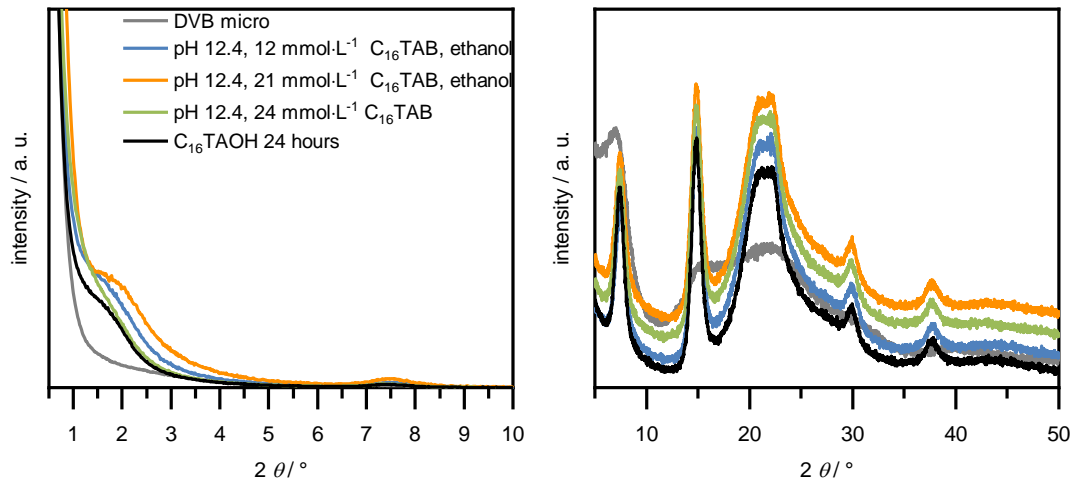 DVB micro
pH 12.4, 12 mmol·L⁻¹ C₁₆TAB, ethanol
pH 12.4, 21 mmol·L⁻¹ C₁₆TAB, ethanol
pH 12.4, 24 mmol·L⁻¹ C₁₆TAB
C₁₆TAOH 24 hours
intensity / a. u.
1 2 3 4 5 6 7 8 9 10
2 θ / °
intensity / a. u.
10 20 30 40 50
2 θ / °